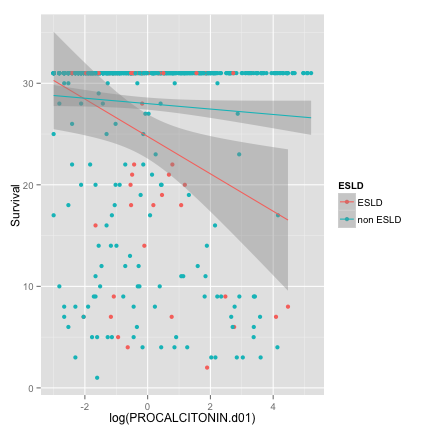 30
20
10
0
Survival
-2
0
2
4
log(PROCALCITONIN.d01)
ESLD
ESLD
non ESLD